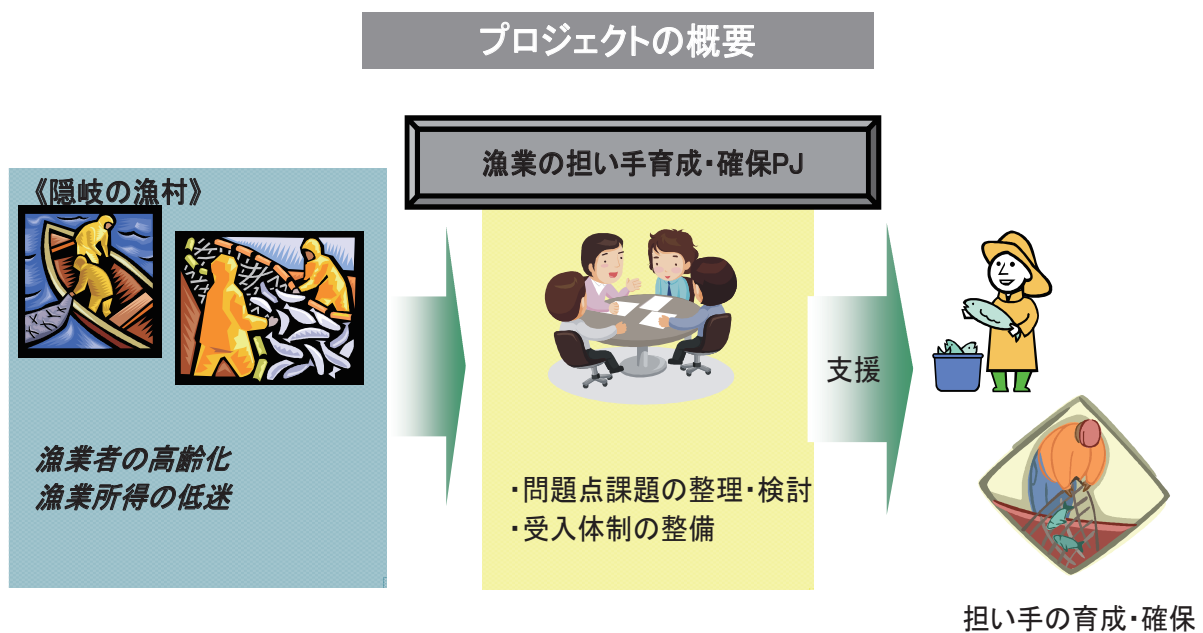 プロジェクトの概要
漁業の担い手育成・確保PJ
《隠岐の漁村》
漁業者の高齢化
漁業所得の低迷
・問題点課題の整理・検討
・受入体制の整備
支援
担い手の育成・確保